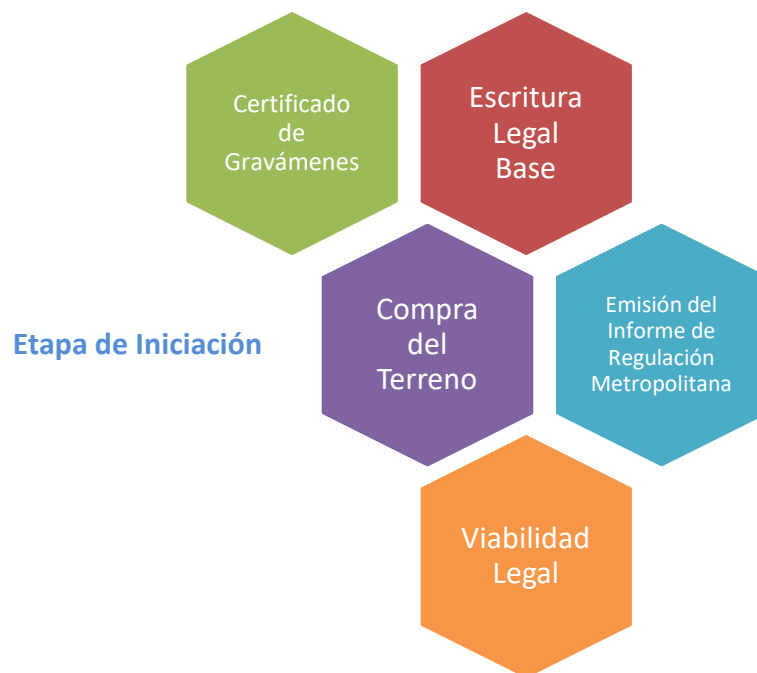 Certificado
de
Gravámenes
Escritura
Legal
Base
Etapa de Iniciación
Compra
del
Terreno
Emisión del
Informe de
Regulación
Metropolitana
Viabilidad
Legal